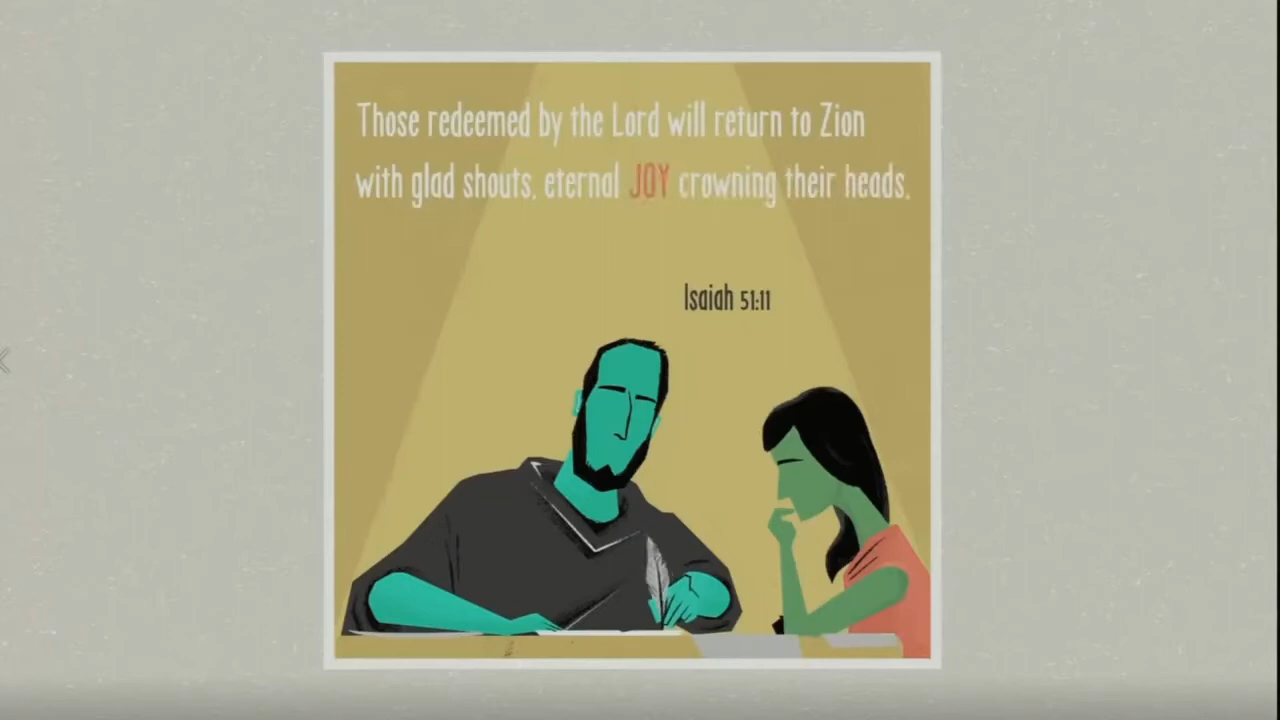 Those redeemed by the Lord will return to Zion
with glad shouts, eternal JOY crowning their heads.
Isaiah 51:11